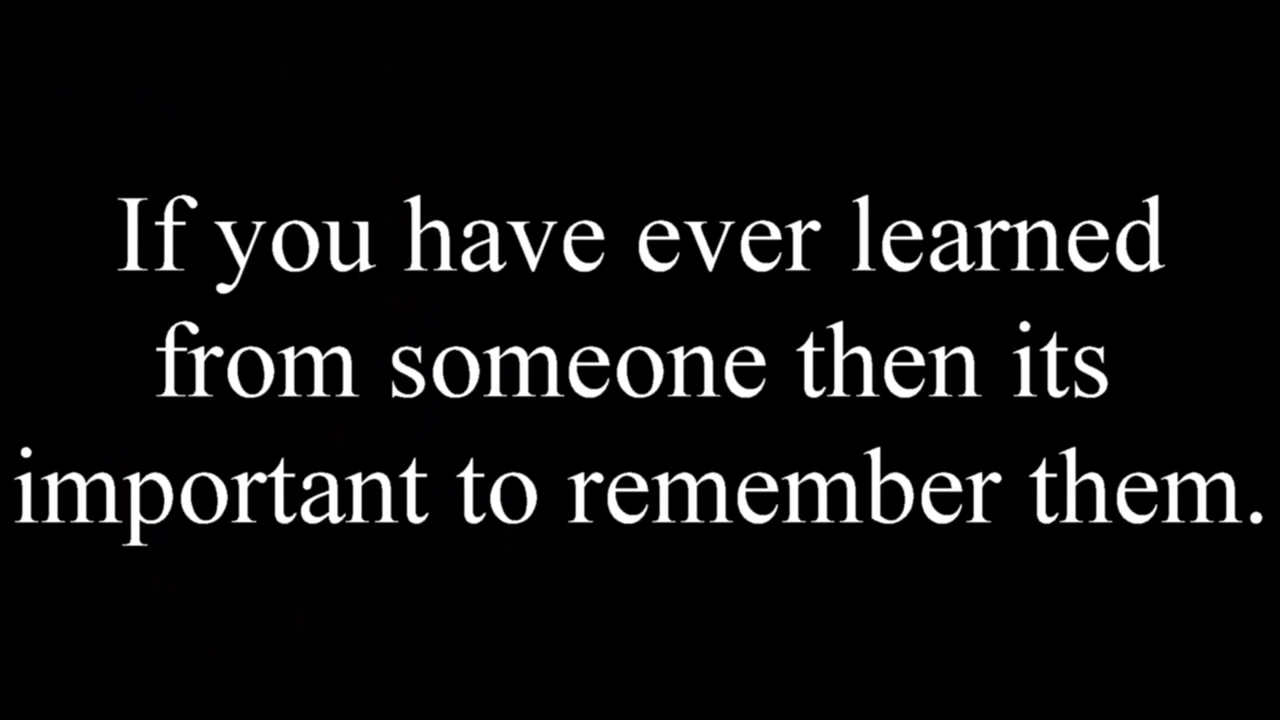 If you have ever learned
from someone then its
important to remember them.